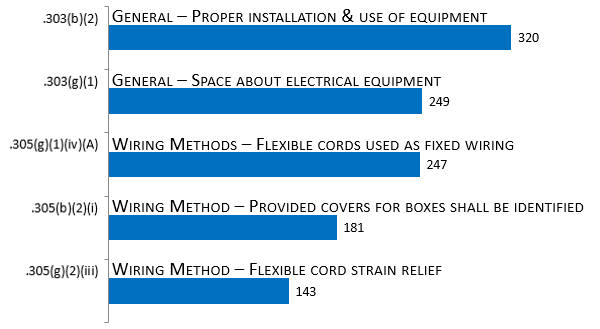 .303(b)(2) General – Proper installation & use of equipment
320
.303(g)(1) General – Space about electrical equipment
249
.305(g)(1)(iv)(A) Wiring Methods – Flexible cords used as fixed wiring
247
.305(b)(2)(i) Wiring Method – Provided covers for boxes shall be identified
181
.305(g)(2)(iii) Wiring Method – Flexible cord strain relief
143